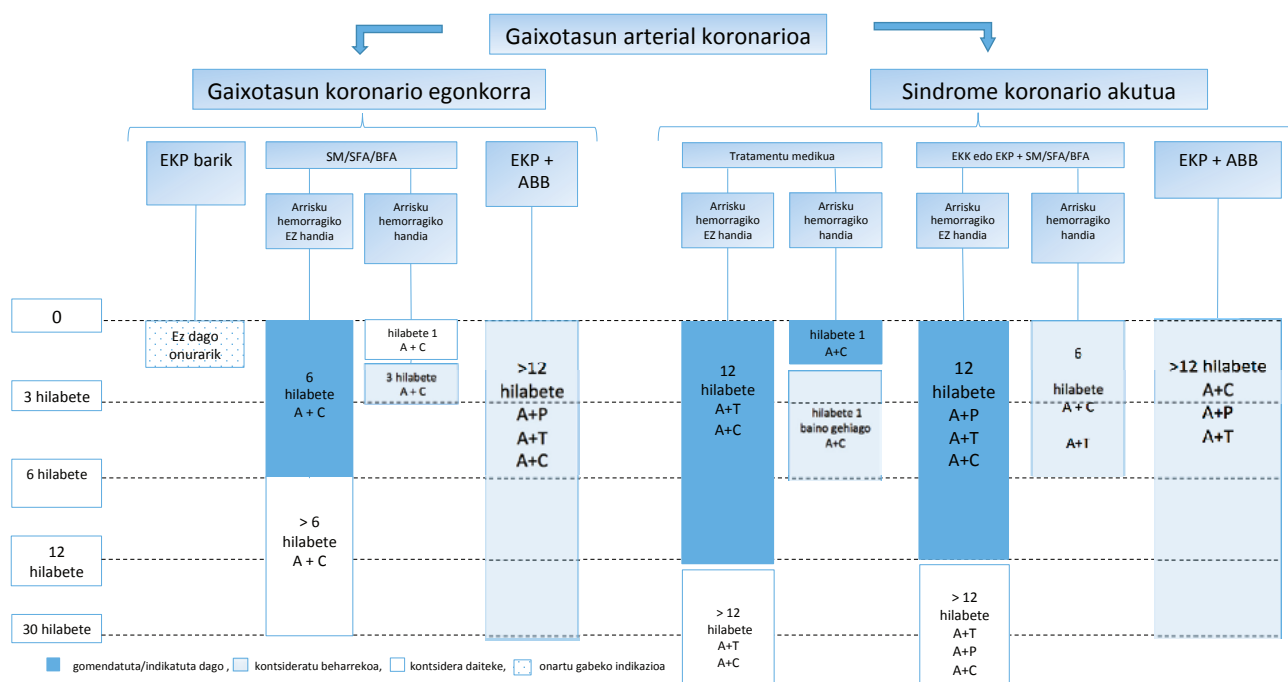 Gaixotasun arterial koronarioa
Gaixotasun koronario egonkorra
Sindrome koronario akutua
EKP barik
SM/SFA/BFA
EKP +
ABB
Tratamentu medikua
EKK edo EKP + SM/SFA/BFA
EKP + ABB
Arrisku
hemorragiko
EZ handia
Arrisku
hemorragiko
handia
Arrisku
hemorragiko
EZ handia
Arrisku
hemorragiko
handia
Arrisku
hemorragiko
EZ handia
Arrisku
hemorragiko
handia
0
3 hilabete
6 hilabete
12
hilabete
30 hilabete
Ez dago
onurarik
6
hilabete
A + C
> 6
hilabete
A + C
hilabete 1
A + C
3 hilabete
A + C
>12
hilabete
A+P
A+T
A+C
12
hilabete
A+T
A+C
> 12
hilabete
A+T
A+C
hilabete 1
A+C
hilabete 1
baino gehiago
A+C
12
hilabete
A+P
A+T
A+C
> 12
hilabete
A+T
A+P
A+C
6
hilabete
A + C
A+T
>12 hilabete
A+C
A+P
A+T
gomendatuta/indikatuta dago , kontsideratu beharrekoa, kontsidera daiteke, onartu gabeko indikazioa